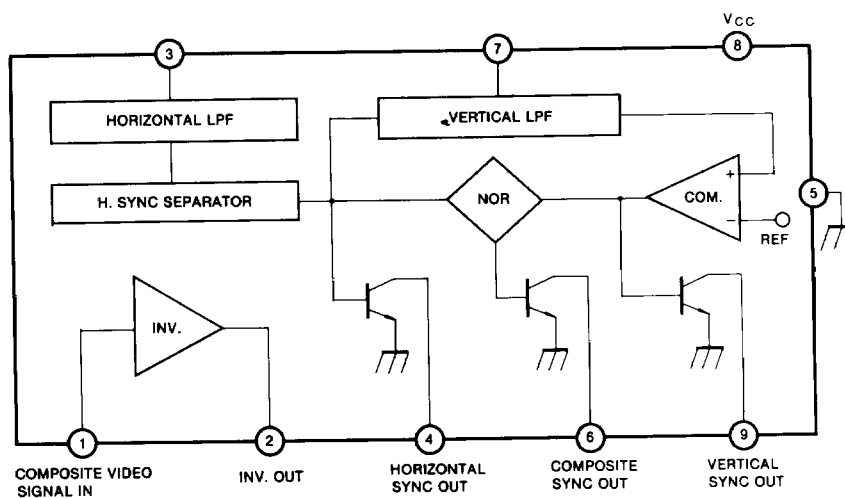 VCC
3
7
8
HORIZONTAL LPF
VERTICAL LPF
H. SYNC SEPARATOR
NOR
+
COM.
−
REF
5
INV.
1
2
4
6
9
COMPOSITE VIDEO
SIGNAL IN
INV. OUT
HORIZONTAL
SYNC OUT
COMPOSITE
SYNC OUT
VERTICAL
SYNC OUT